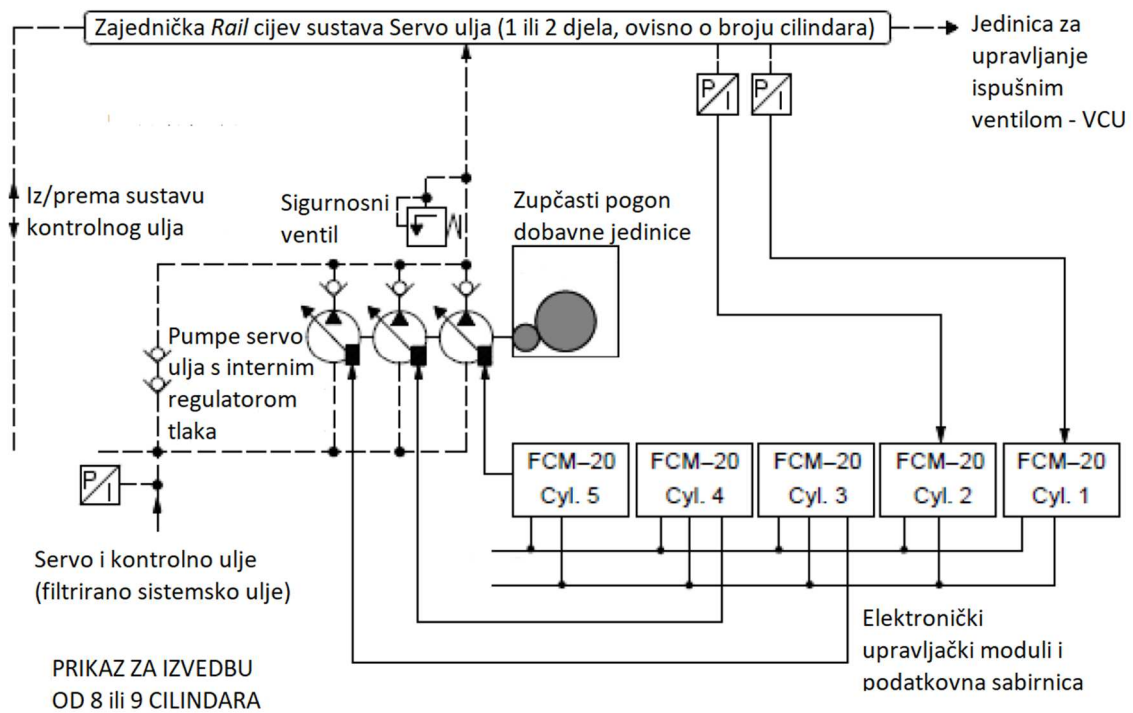 Zajednička Rail cijev sustava Servo ulja (1 ili 2 djela, ovisno o broju cilindara)
Jedinica za
upravljanje
ispušnim
ventilom - VCU
P
I
P
I
Iz/prema sustavu
kontrolnog ulja
Sigurnosni
ventil
Zupčasti pogon
dobavne jedinice
Pumpe servo
ulja s internim
regulatorom
tlaka
P
I
FCM–20
Cyl. 5
FCM–20
Cyl. 4
FCM–20
Cyl. 3
FCM–20
Cyl. 2
FCM–20
Cyl. 1
Servo i kontrolno ulje
(filtrirano sistemsko ulje)
Elektronički
upravljački moduli i
podatkovna sabirnica
PRIKAZ ZA IZVEDBU
OD 8 ili 9 CILINDARA